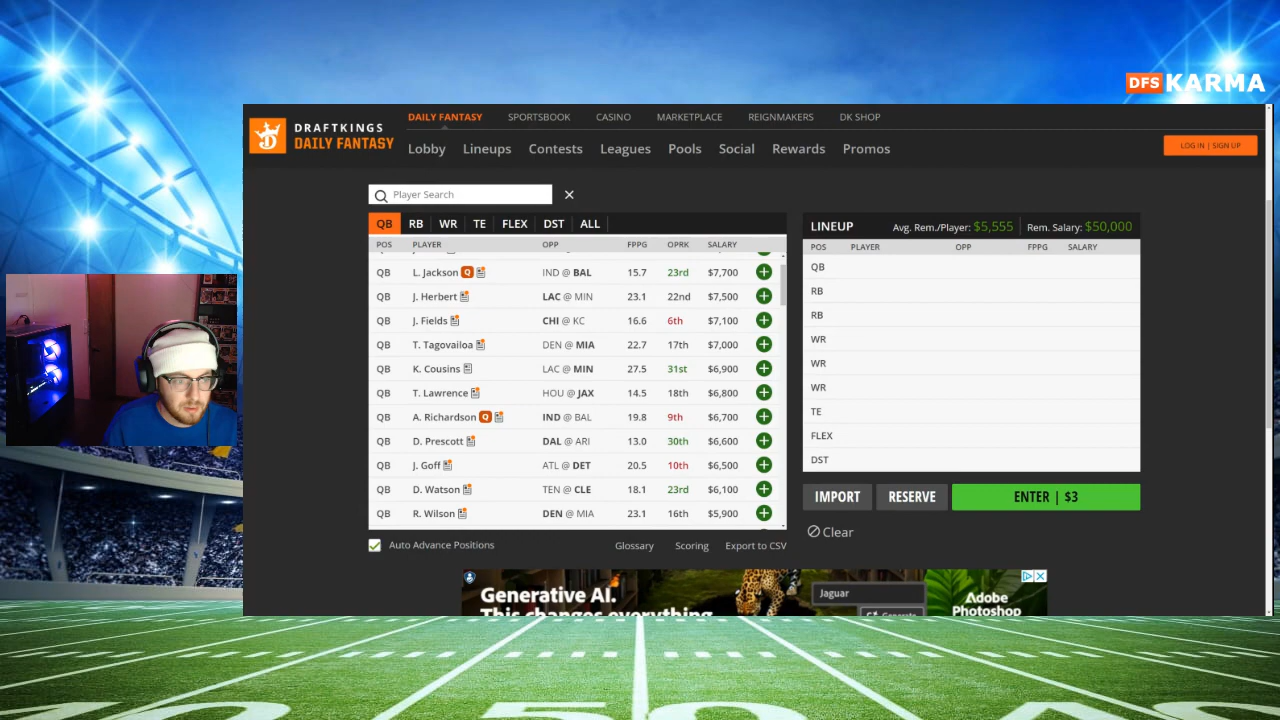 DFS KARMA
DRAFTKINGS
DAILY FANTASY
DAILY FANTASY SPORTSBOOK CASINO MARKETPLACE REIGNMAKERS DK SHOP
Lobby Lineups Contests Leagues Pools Social Rewards Promos
LOG IN | SIGN UP
Player Search
QB RB WR TE FLEX DST ALL
POS PLAYER OPP FPPG OPRK SALARY
QB L. Jackson Q IND @ BAL 15.7 23rd $7,700
QB J. Herbert LAC @ MIN 23.1 22nd $7,500
QB J. Fields CHI @ KC 16.6 6th $7,100
QB T. Tagovailoa DEN @ MIA 22.7 17th $7,000
QB K. Cousins LAC @ MIN 27.5 31st $6,900
QB T. Lawrence HOU @ JAX 14.5 18th $6,800
QB A. Richardson Q IND @ BAL 19.8 9th $6,700
QB D. Prescott DAL @ ARI 13.0 30th $6,600
QB J. Goff ATL @ DET 20.5 10th $6,500
QB D. Watson TEN @ CLE 18.1 23rd $6,100
QB R. Wilson DEN @ MIA 23.1 16th $5,900
Auto Advance Positions Glossary Scoring Export to CSV
LINEUP Avg. Rem./Player: $5,555 Rem. Salary: $50,000
POS PLAYER OPP FPPG SALARY
QB
RB
RB
WR
WR
WR
TE
FLEX
DST
IMPORT RESERVE ENTER | $3
Clear
Generative AI.
This changes everything
Jaguar
Generate
Adobe
Photoshop